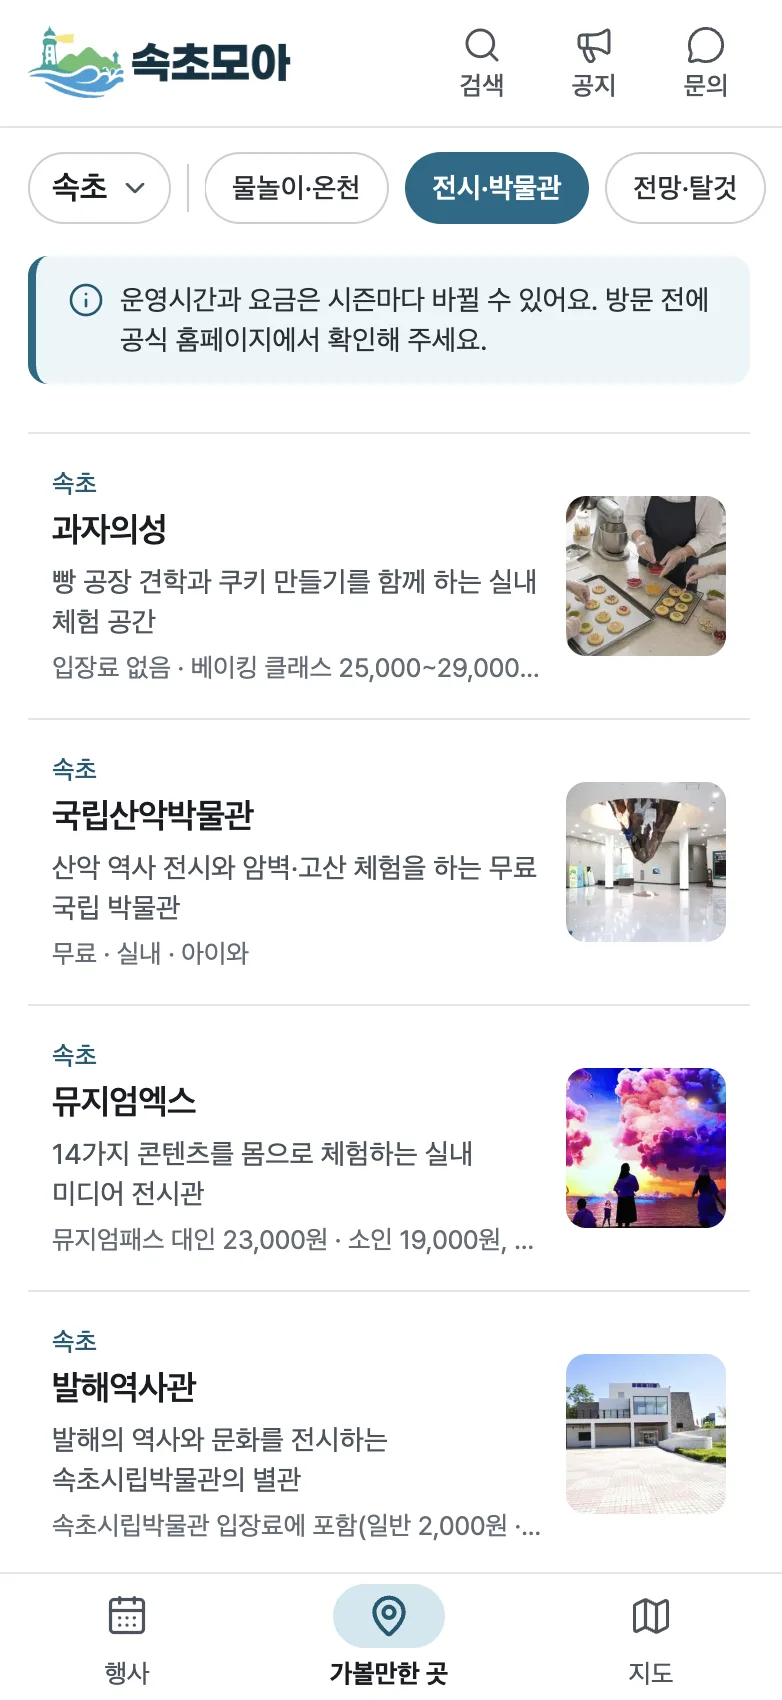 속초모아
검색
공지
문의
속초
물놀이·온천
전시·박물관
전망·탈것
운영시간과 요금은 시즌마다 바뀔 수 있어요. 방문 전에
공식 홈페이지에서 확인해 주세요.
속초
과자의성
빵 공장 견학과 쿠키 만들기를 함께 하는 실내
체험 공간
입장료 없음 · 베이킹 클래스 25,000~29,000...
속초
국립산악박물관
산악 역사 전시와 암벽·고산 체험을 하는 무료
국립 박물관
무료 · 실내 · 아이와
속초
뮤지엄엑스
14가지 콘텐츠를 몸으로 체험하는 실내
미디어 전시관
뮤지엄패스 대인 23,000원 · 소인 19,000원, ...
속초
발해역사관
발해의 역사와 문화를 전시하는
속초시립박물관의 별관
속초시립박물관 입장료에 포함(일반 2,000원 ·...
행사
가볼만한 곳
지도